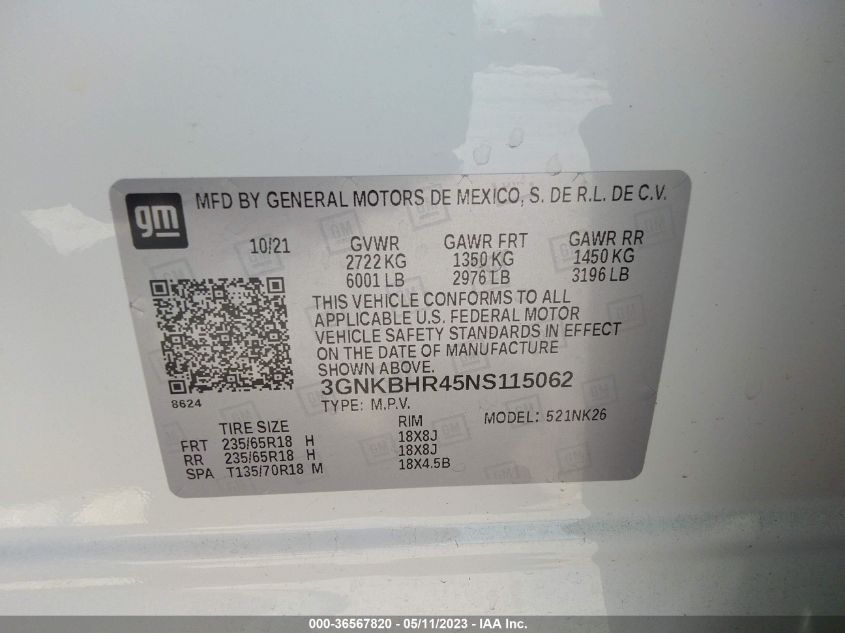 gm
MFD BY GENERAL MOTORS DE MEXICO, S. DE R.L. DE C.V.
10/21 GVWR GAWR FRT GAWR RR
2722 KG 1350 KG 1450 KG
6001 LB 2976 LB 3196 LB
THIS VEHICLE CONFORMS TO ALL
APPLICABLE U.S. FEDERAL MOTOR
VEHICLE SAFETY STANDARDS IN EFFECT
ON THE DATE OF MANUFACTURE
SHOWN ABOVE.
3GNKBHR45NS115062
8624
TYPE: M.P.V.
TIRE SIZE RIM MODEL: 521NK26
FRT 235/65R18 H 18X8J
RR 235/65R18 H 18X8J
SPA T135/70R18 M 18X4.5B
000-36567820 - 05/11/2023 - IAA Inc.